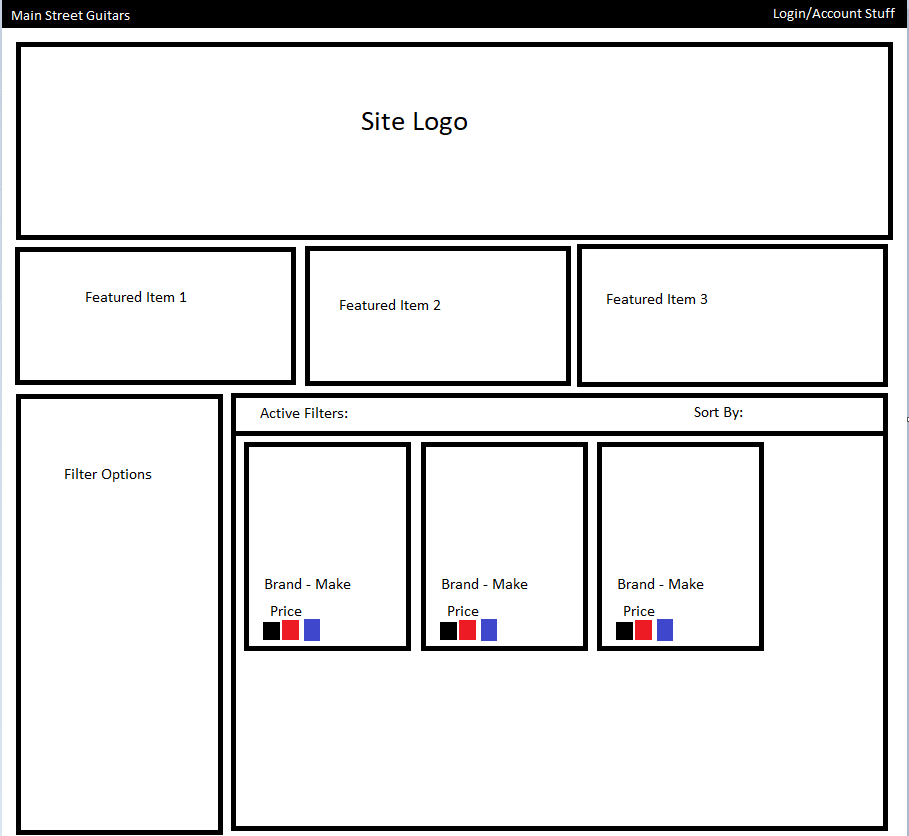 Main Street Guitars
Login/Account Stuff
Site Logo
Featured Item 1
Featured Item 2
Featured Item 3
Filter Options
Active Filters:
Sort By:
Brand - Make
Price
Brand - Make
Price
Brand - Make
Price